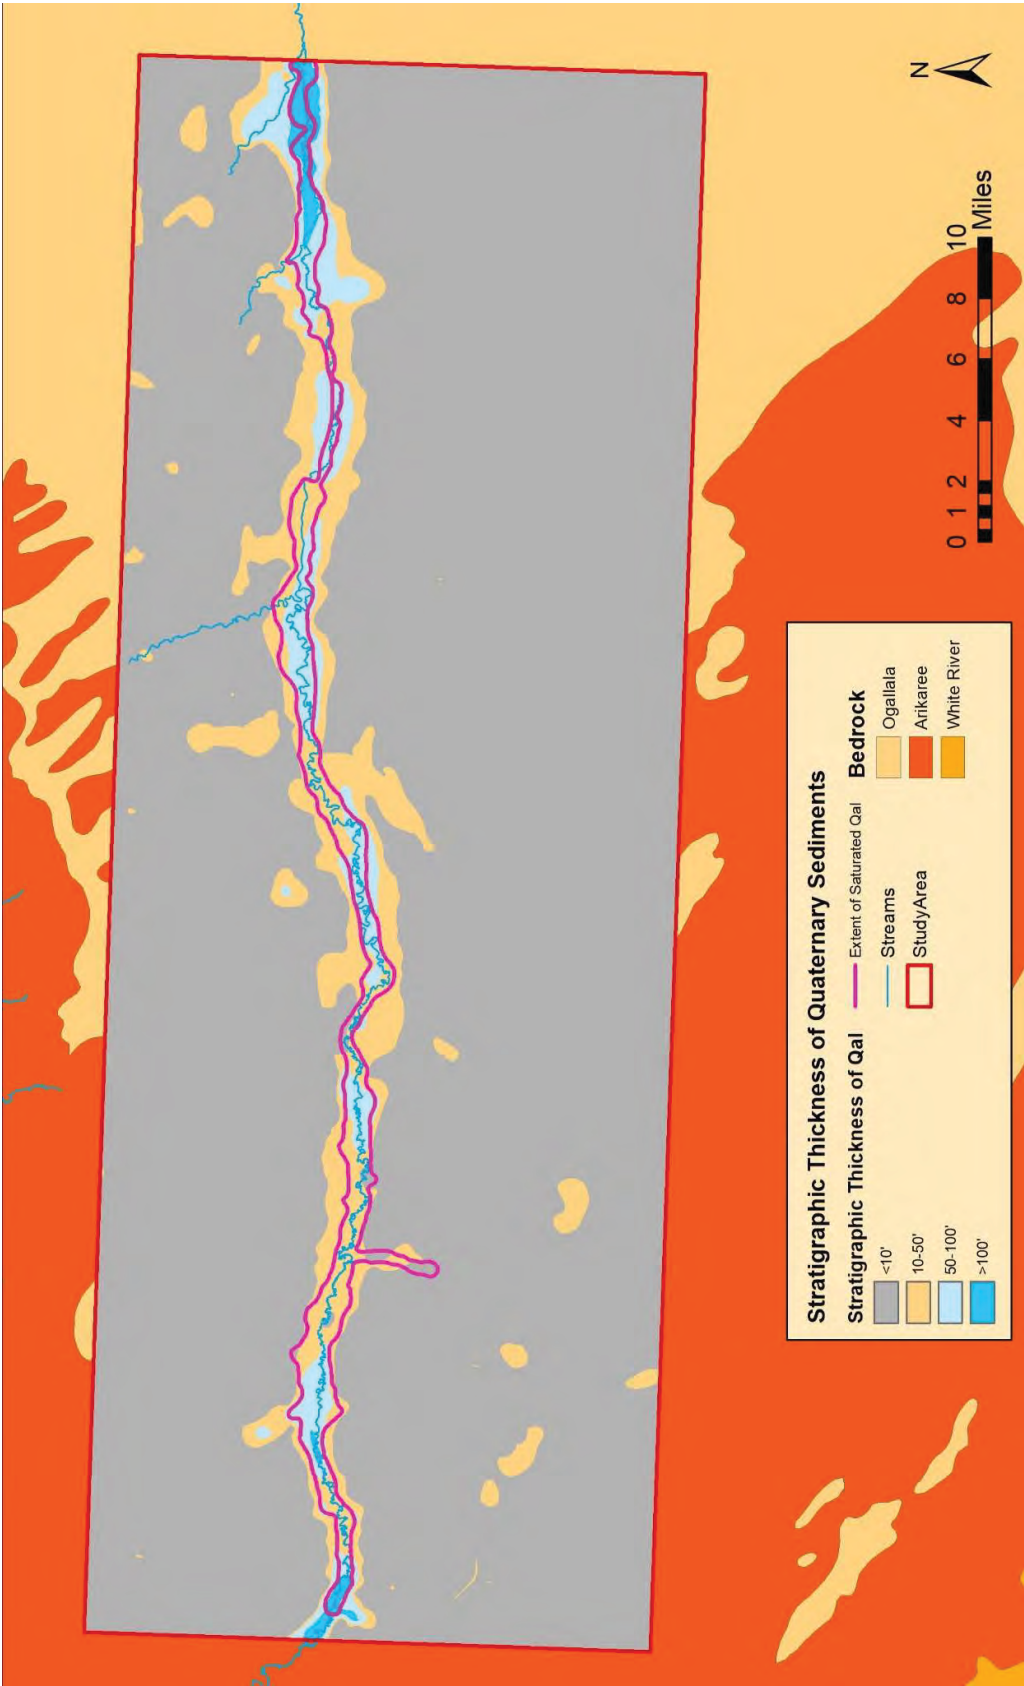 N
0 1 2 4 6 8 10
Miles
Stratigraphic Thickness of Quaternary Sediments
Stratigraphic Thickness of Qal
<10'
10-50'
50-100'
>100'
Extent of Saturated Qal
Streams
StudyArea
Bedrock
Ogallala
Arikaree
White River